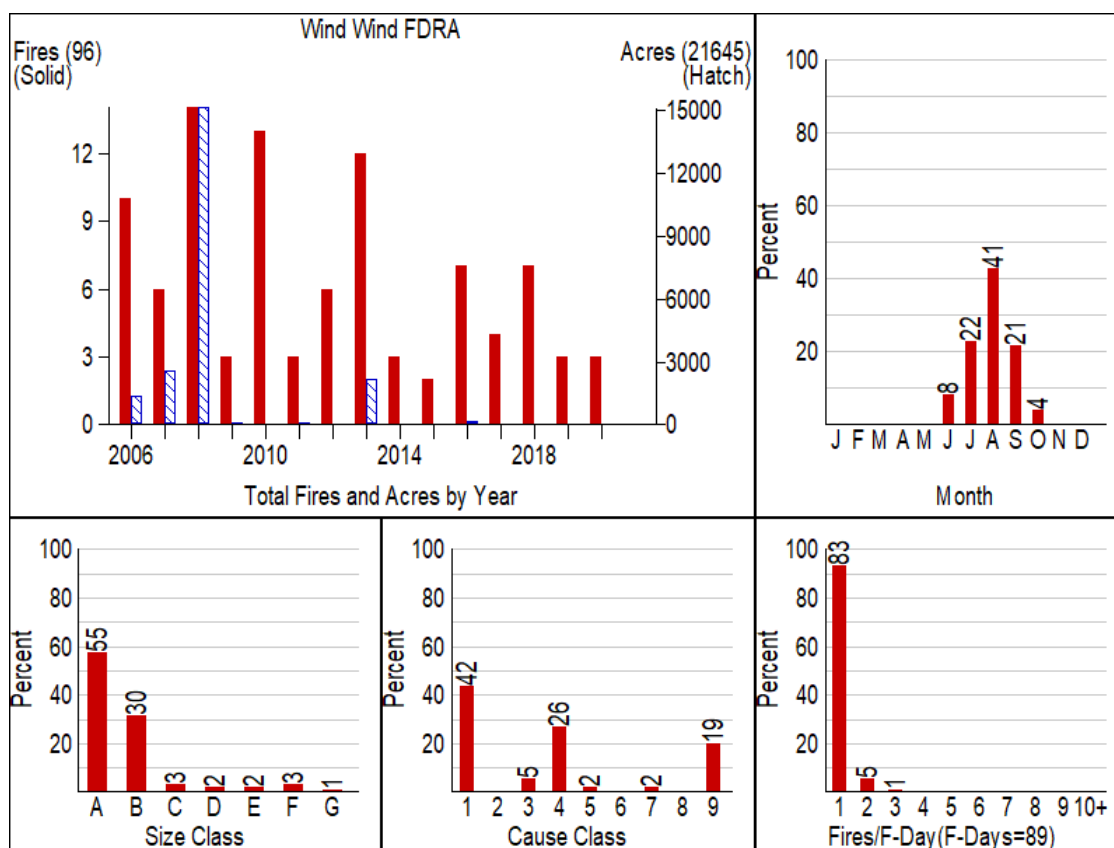 Wind Wind FDRA
Fires (96)
(Solid)
Acres (21645)
(Hatch)
12
9
6
3
0
15000
12000
9000
6000
3000
0
2006 2010 2014 2018
Total Fires and Acres by Year
100
80
60
40
20
Percent
8 22 41 21 4
J F M A M J J A S O N D
Month
100
80
60
40
20
Percent
55 30 3 2 2 3 1
A B C D E F G
Size Class
100
80
60
40
20
Percent
42 5 26 2 2 19
1 2 3 4 5 6 7 8 9
Cause Class
100
80
60
40
20
Percent
83 5 1
1 2 3 4 5 6 7 8 9 10+
Fires/F-Day(F-Days=89)